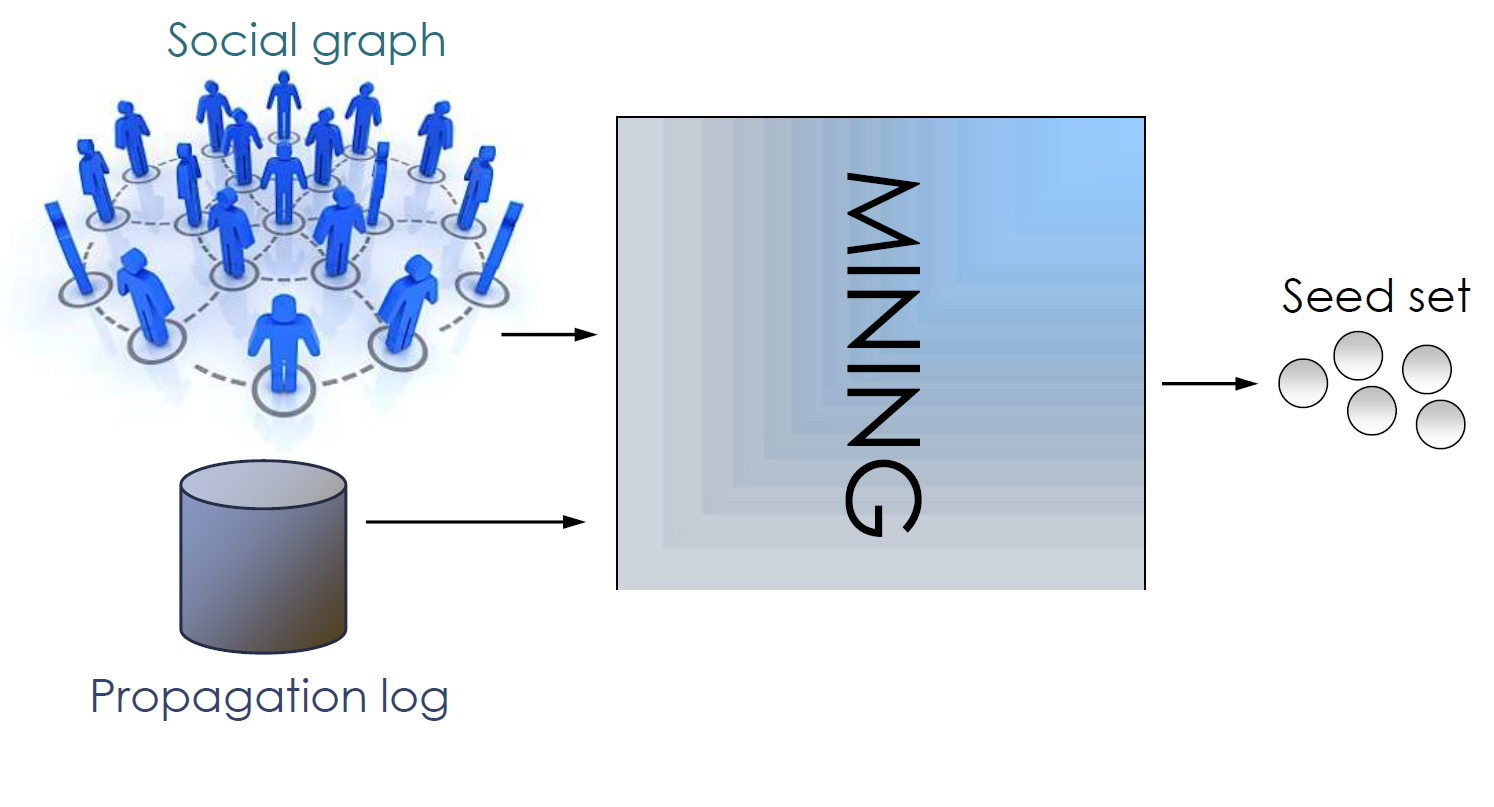 Social graph
MINING
Seed set
Propagation log